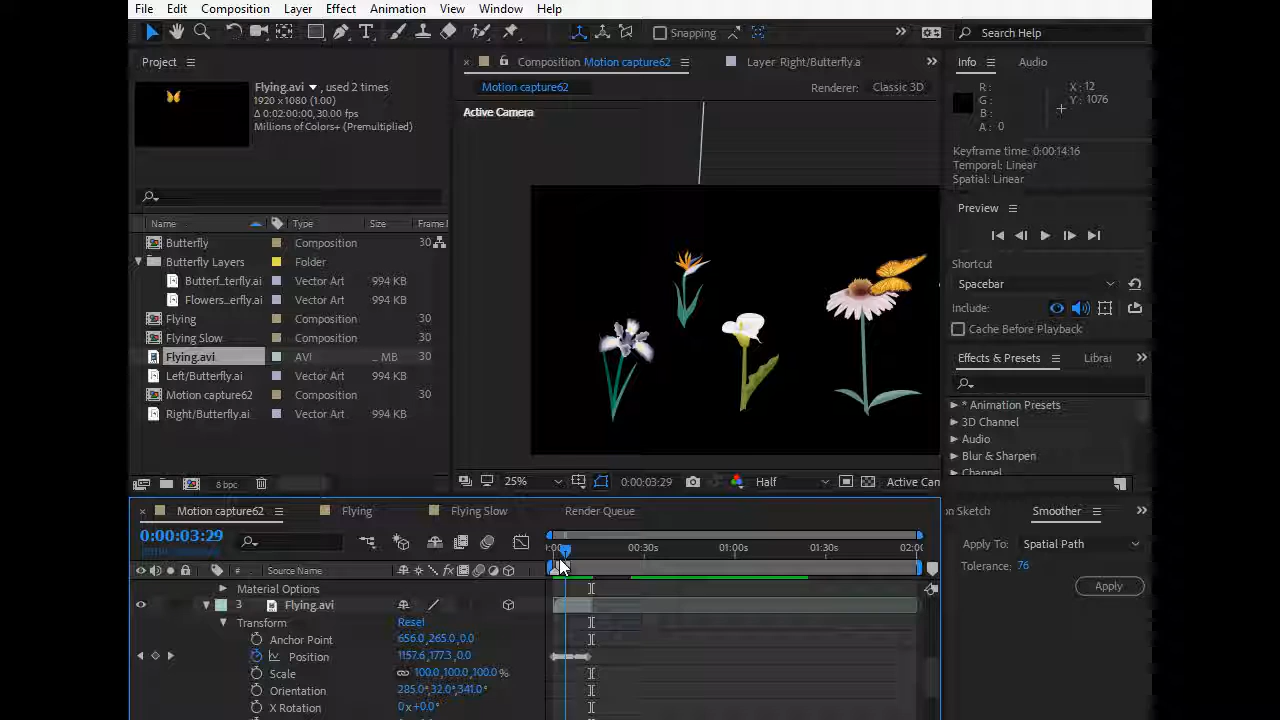 File Edit Composition Layer Effect Animation View Window Help
Snapping
Search Help
Project
Flying.avi, used 2 times
1920 x 1080 (1.00)
Δ 0:02:00:00, 30.00 fps
Millions of Colors+ (Premultiplied)
Name Type Size Frame
Butterfly Composition 30
Butterfly Layers Folder
Butterf...terfly.ai Vector Art 994 KB
Flowers...erfly.ai Vector Art 994 KB
Flying Composition 30
Flying Slow Composition 30
Flying.avi AVI ... MB 30
Left/Butterfly.ai Vector Art 994 KB
Motion capture62 Composition 30
Right/Butterfly.ai Vector Art 994 KB
8 bpc
Composition Motion capture62
Layer Right/Butterfly.a
Motion capture62
Renderer: Classic 3D
Active Camera
25% 0:00:03:29 Half Active Can
Info Audio
R: X: 12
G: Y: 1076
B:
A: 0
Keyframe time: 0:00:14:16
Temporal: Linear
Spatial: Linear
Preview
Shortcut
Spacebar
Include:
Cache Before Playback
Effects & Presets Librai
* Animation Presets
3D Channel
Audio
Blur & Sharpen
Channel
Motion capture62 Flying Flying Slow Render Queue
0:00:03:29
00:30s 01:00s 01:30s 02:00
# Source Name
Material Options
3 Flying.avi
Transform Reset
Anchor Point 656.0,265.0,0.0
Position 1157.6,177.3,0.0
Scale 100.0,100.0,100.0%
Orientation 285.0°,32.0°,341.0°
X Rotation 0x+0.0°
on Sketch Smoother
Apply To: Spatial Path
Tolerance: 76
Apply